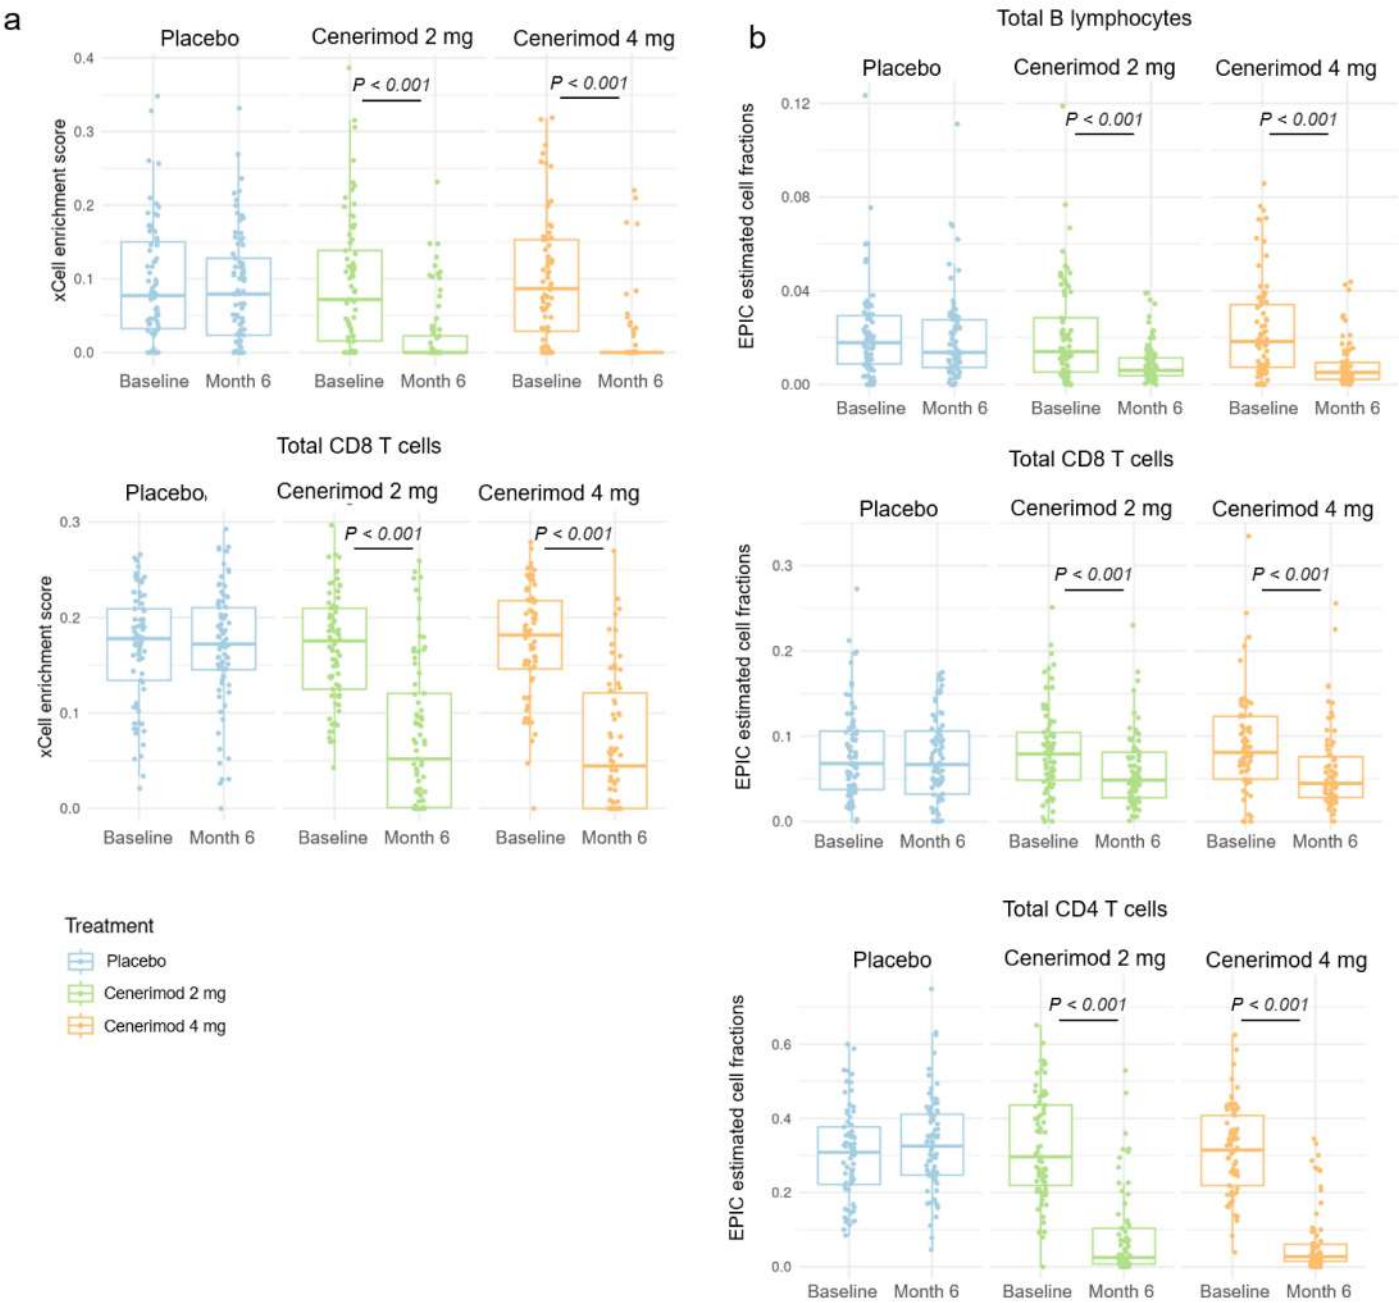 a
Placebo Cenerimod 2 mg Cenerimod 4 mg
xCell enrichment score
0.4
0.3
0.2
0.1
0.0
P < 0.001 P < 0.001
Baseline Month 6 Baseline Month 6 Baseline Month 6
Total CD8 T cells
Placebo Cenerimod 2 mg Cenerimod 4 mg
xCell enrichment score
0.3
0.2
0.1
0.0
P < 0.001 P < 0.001
Baseline Month 6 Baseline Month 6 Baseline Month 6
Treatment
Placebo
Cenerimod 2 mg
Cenerimod 4 mg
b
Total B lymphocytes
Placebo Cenerimod 2 mg Cenerimod 4 mg
EPIC estimated cell fractions
0.12
0.08
0.04
0.00
P < 0.001 P < 0.001
Baseline Month 6 Baseline Month 6 Baseline Month 6
Total CD8 T cells
Placebo Cenerimod 2 mg Cenerimod 4 mg
EPIC estimated cell fractions
0.3
0.2
0.1
0.0
P < 0.001 P < 0.001
Baseline Month 6 Baseline Month 6 Baseline Month 6
Total CD4 T cells
Placebo Cenerimod 2 mg Cenerimod 4 mg
EPIC estimated cell fractions
0.6
0.4
0.2
0.0
P < 0.001 P < 0.001
Baseline Month 6 Baseline Month 6 Baseline Month 6